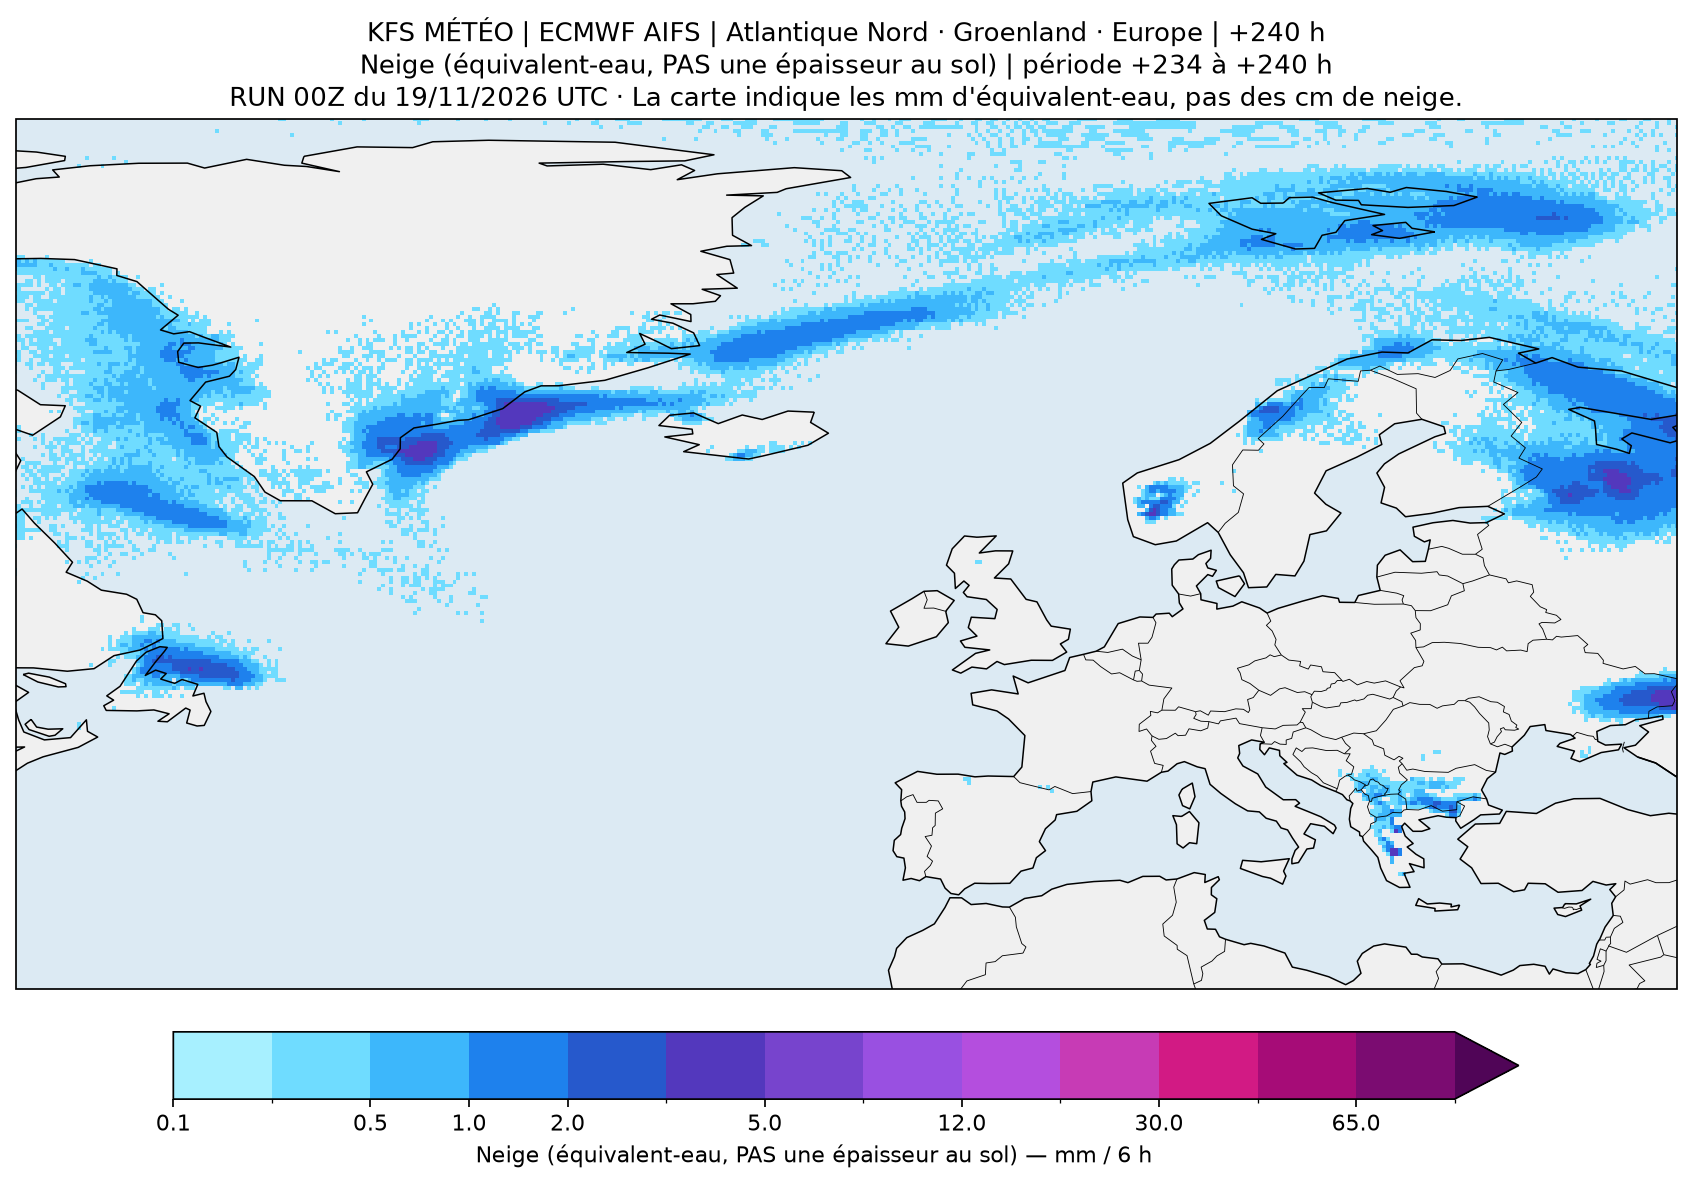 KFS MÉTÉO | ECMWF AIFS | Atlantique Nord · Groenland · Europe | +240 h
Neige (équivalent-eau, PAS une épaisseur au sol) | période +234 à +240 h
RUN 00Z du 19/11/2026 UTC · La carte indique les mm d'équivalent-eau, pas des cm de neige.
0.1 0.5 1.0 2.0 5.0 12.0 30.0 65.0
Neige (équivalent-eau, PAS une épaisseur au sol) — mm / 6 h